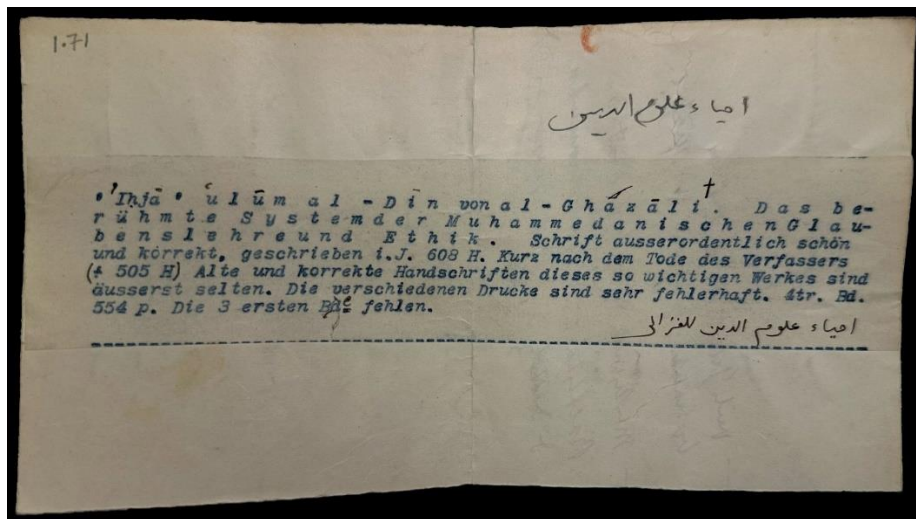 1.71
احياء علوم الدين
'Ihjā' 'ulūm al-Dīn von al-Ghazāli †. Das be-
rühmte System der Muhammedanischen Glau-
benslehre und Ethik. Schrift ausserordentlich schön
und korrekt, geschrieben i.J. 608 H. Kurz nach dem Tode des Verfassers
(† 505 H) Alte und korrekte Handschriften dieses so wichtigen Werkes sind
äusserst selten. Die verschiedenen Drucke sind sehr fehlerhaft. 4tr. Bd.
554 p. Die 3 ersten Bde fehlen.
احياء علوم الدين للغزالى